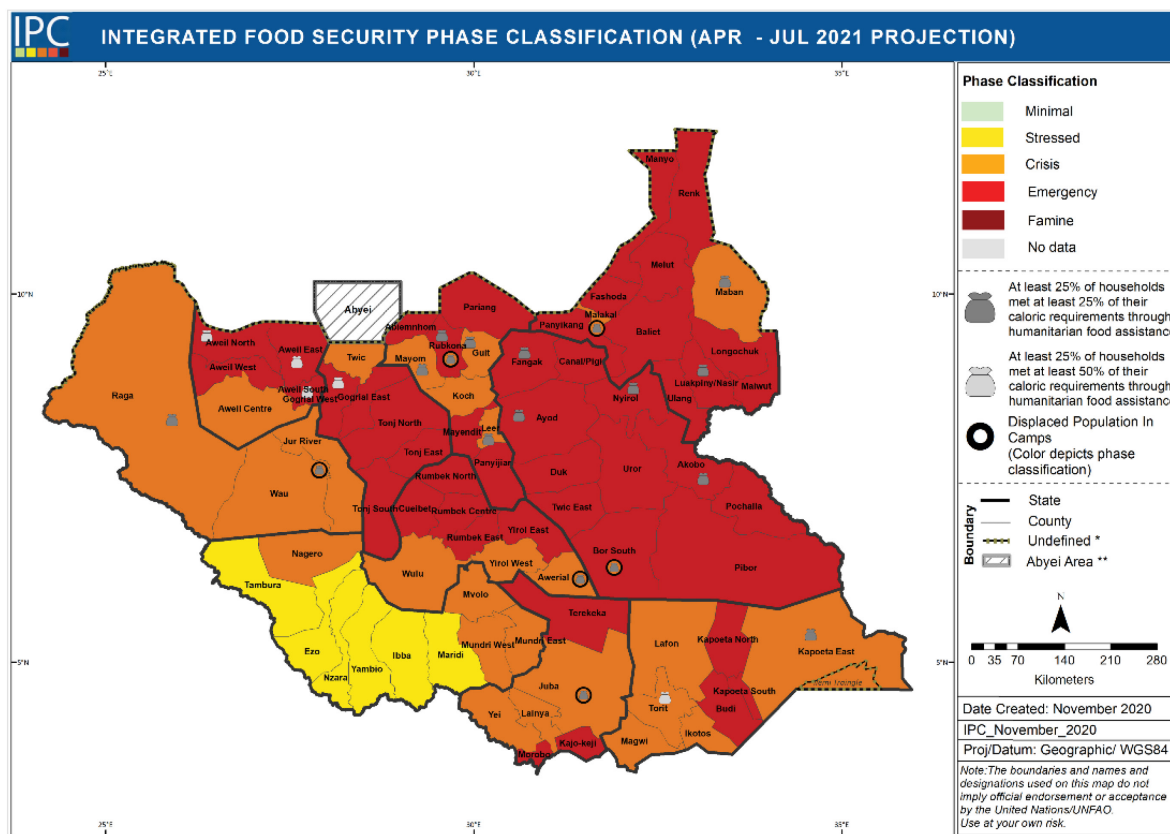 IPC
INTEGRATED FOOD SECURITY PHASE CLASSIFICATION (APR - JUL 2021 PROJECTION)
25°E
30°E
35°E
10°N
10°N
5°N
5°N
25°E
30°E
35°E
Manyo
Renk
Melut
Maban
Fashoda
Malakal
Panyikang
Baliet
Longochuk
Luakpiny/Nasir
Maiwut
Ulang
Abyei
Pariang
Abiemnhom
Rubkona
Guit
Mayom
Koch
Twic
Aweil North
Aweil East
Aweil West
Aweil South
Gogrial West
Gogrial East
Aweil Centre
Raga
Fangak
Canal/Pigi
Nyirol
Ayod
Leer
Mayendit
Panyijiar
Tonj North
Tonj East
Jur River
Wau
Rumbek North
Duk
Uror
Akobo
Pochalla
Tonj South
Cueibet
Rumbek Centre
Twic East
Rumbek East
Yirol East
Bor South
Pibor
Nagero
Wulu
Yirol West
Awerial
Tambura
Mvolo
Terekeka
Mundri West
Mundri East
Lafon
Kapoeta North
Kapoeta East
Ezo
Yambio
Ibba
Maridi
Nzara
Juba
Kapoeta South
Budi
Torit
Yei
Lainya
Ikotos
Magwi
Morobo
Kajo-keji
Phase Classification
Minimal
Stressed
Crisis
Emergency
Famine
No data
At least 25% of households
met at least 25% of their
caloric requirements through
humanitarian food assistance
At least 25% of households
met at least 50% of their
caloric requirements through
humanitarian food assistance
Displaced Population In
Camps
(Color depicts phase
classification)
Boundary
State
County
Undefined *
Abyei Area **
N
0 35 70 140 210 280
Kilometers
Date Created: November 2020
IPC_November_2020
Proj/Datum: Geographic/ WGS84
Note:The boundaries and names and
designations used on this map do not
imply official endorsement or acceptance
by the United Nations/UNFAO.
Use at your own risk.